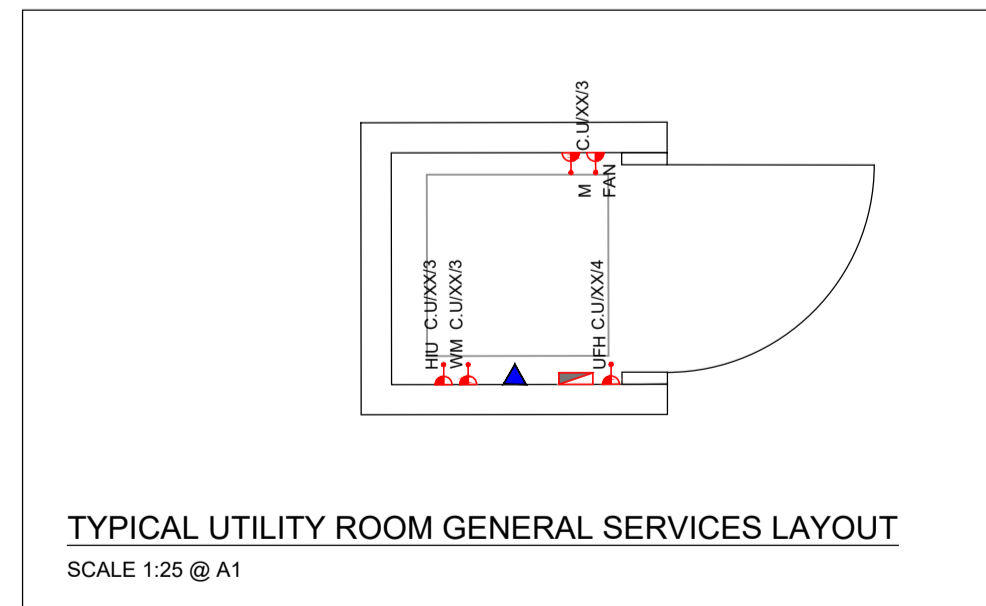 C.U/XX/3
M
FAN
HIU C.U/XX/3
WM C.U/XX/3
UFH C.U/XX/4
TYPICAL UTILITY ROOM GENERAL SERVICES LAYOUT
SCALE 1:25 @ A1